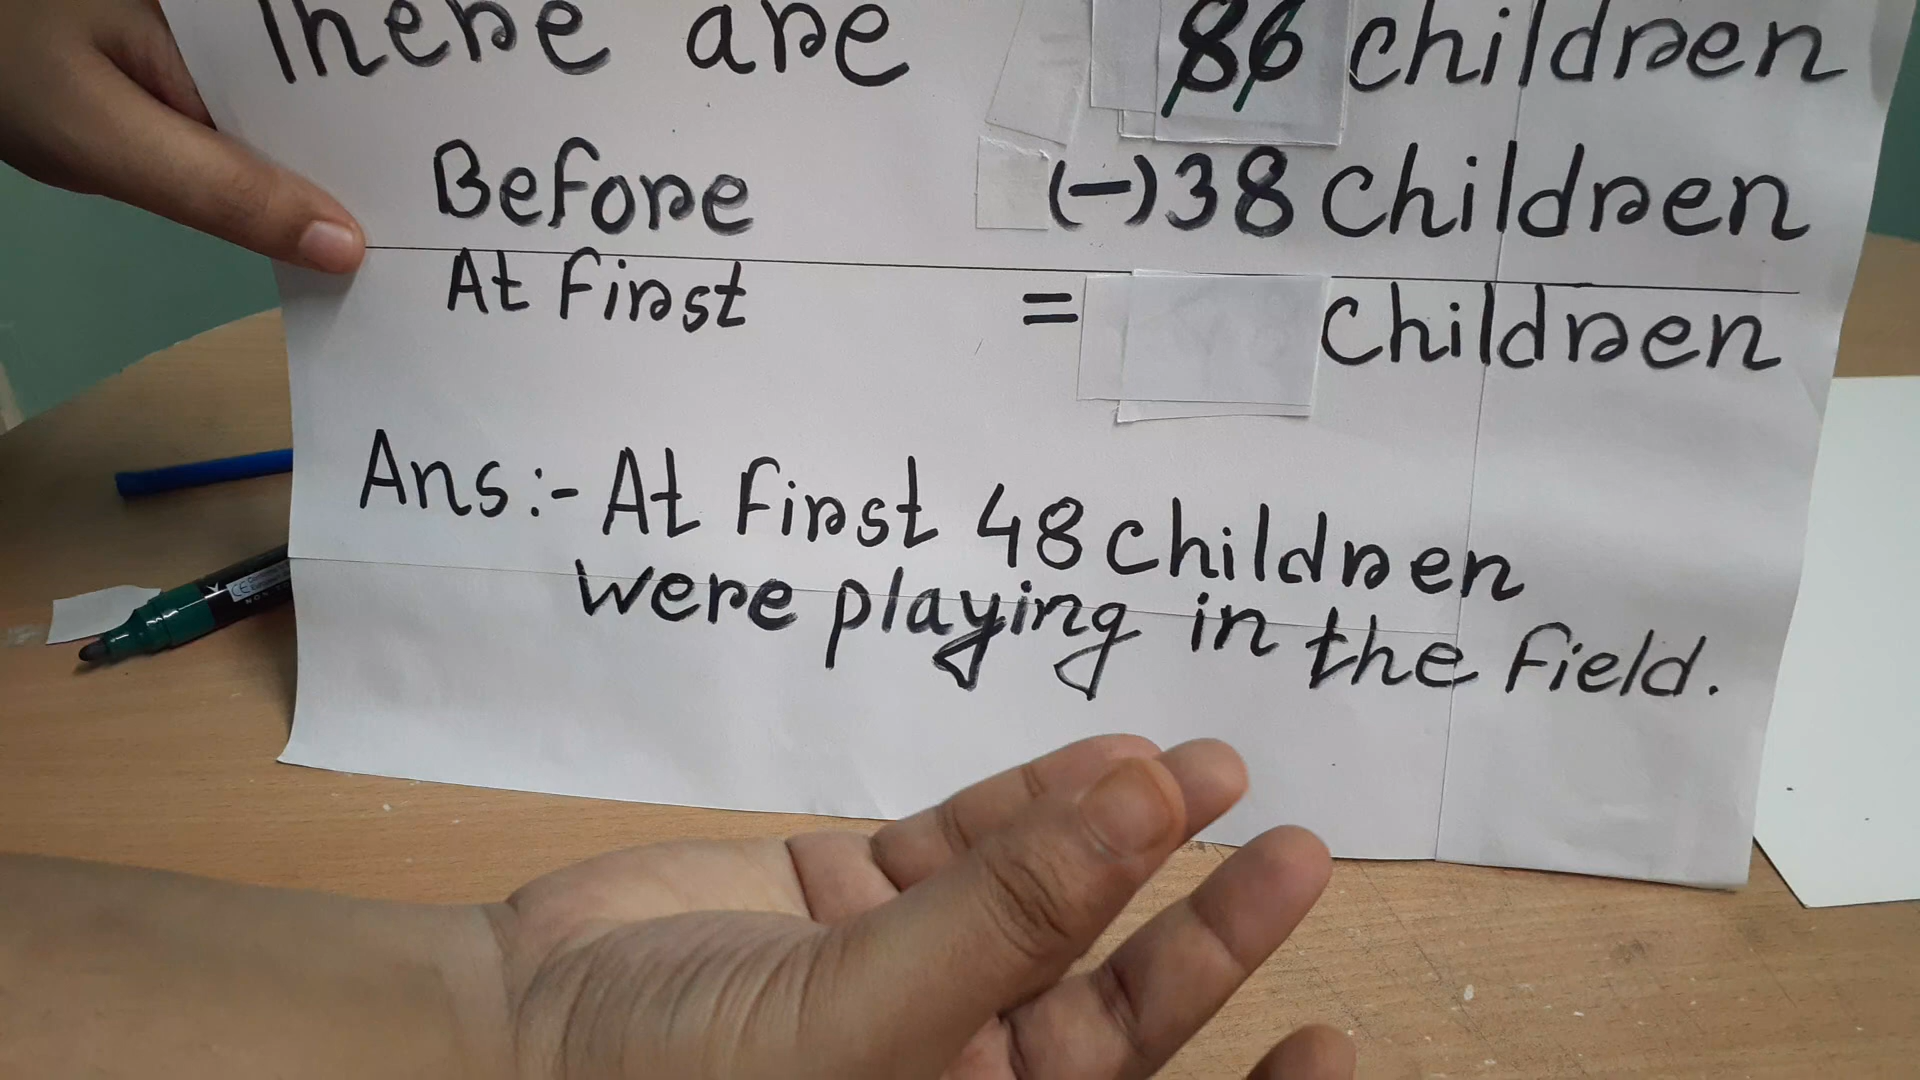 There are 86 children
Before (-)38 children
At first = children
Ans:- At first 48 children
were playing in the field.